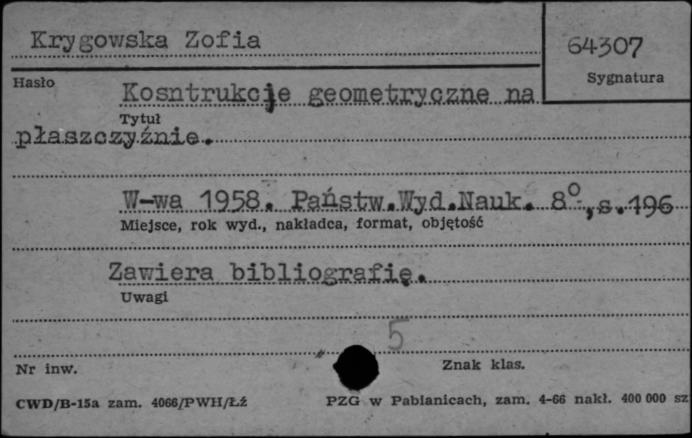 Krygowska Zofia
64307
Hasło
Sygnatura
Kosntrukcje geometryczne na
Tytuł
płaszczyźnie.
W-wa 1958. Państw.Wyd.Nauk. 8°, s.196
Miejsce, rok wyd., nakładca, format, objętość
Zawiera bibliografię.
Uwagi
5
Nr inw.
Znak klas.
CWD/B-15a zam. 4066/PWH/Łź
PZG w Pabianicach, zam. 4-66 nakł. 400 000 sz